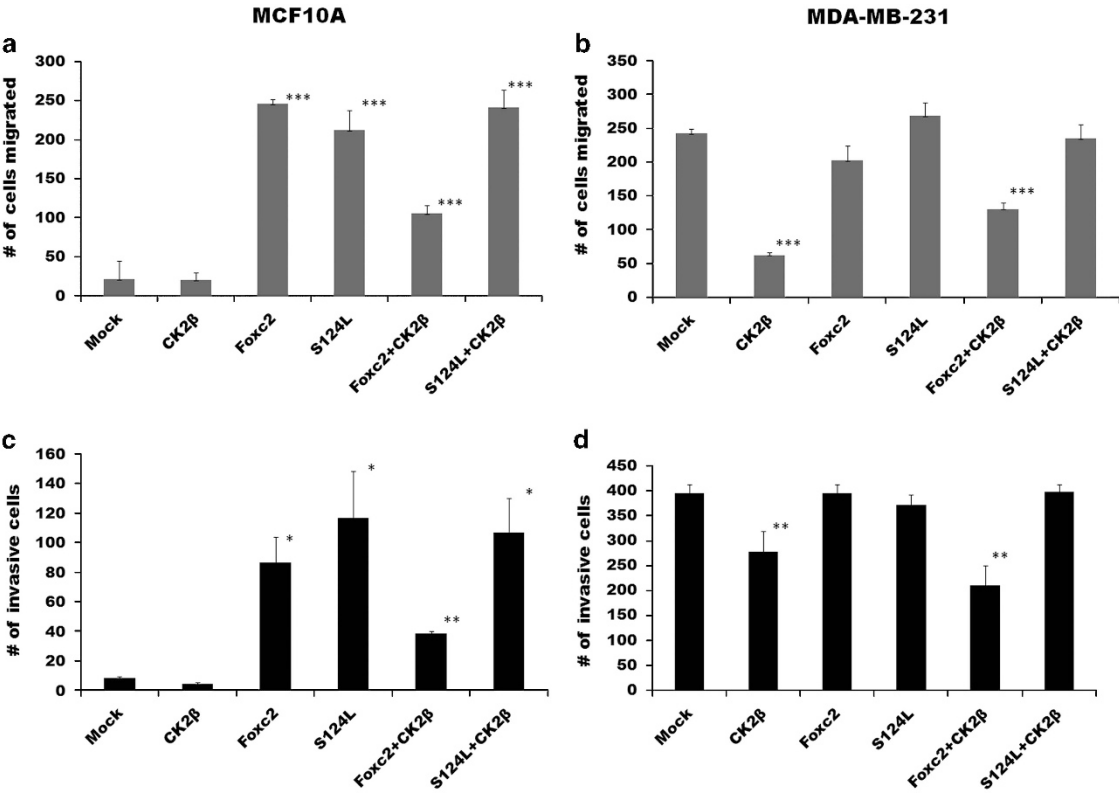 MCF10A
MDA-MB-231
a
# of cells migrated
300
250
200
150
100
50
0
***
***
***
***
Mock
CK2β
Foxc2
S124L
Foxc2+CK2β
S124L+CK2β
b
# of cells migrated
350
300
250
200
150
100
50
0
***
***
Mock
CK2β
Foxc2
S124L
Foxc2+CK2β
S124L+CK2β
c
# of invasive cells
160
140
120
100
80
60
40
20
0
*
*
**
*
Mock
CK2β
Foxc2
S124L
Foxc2+CK2β
S124L+CK2β
d
# of invasive cells
450
400
350
300
250
200
150
100
50
0
**
**
Mock
CK2β
Foxc2
S124L
Foxc2+CK2β
S124L+CK2β